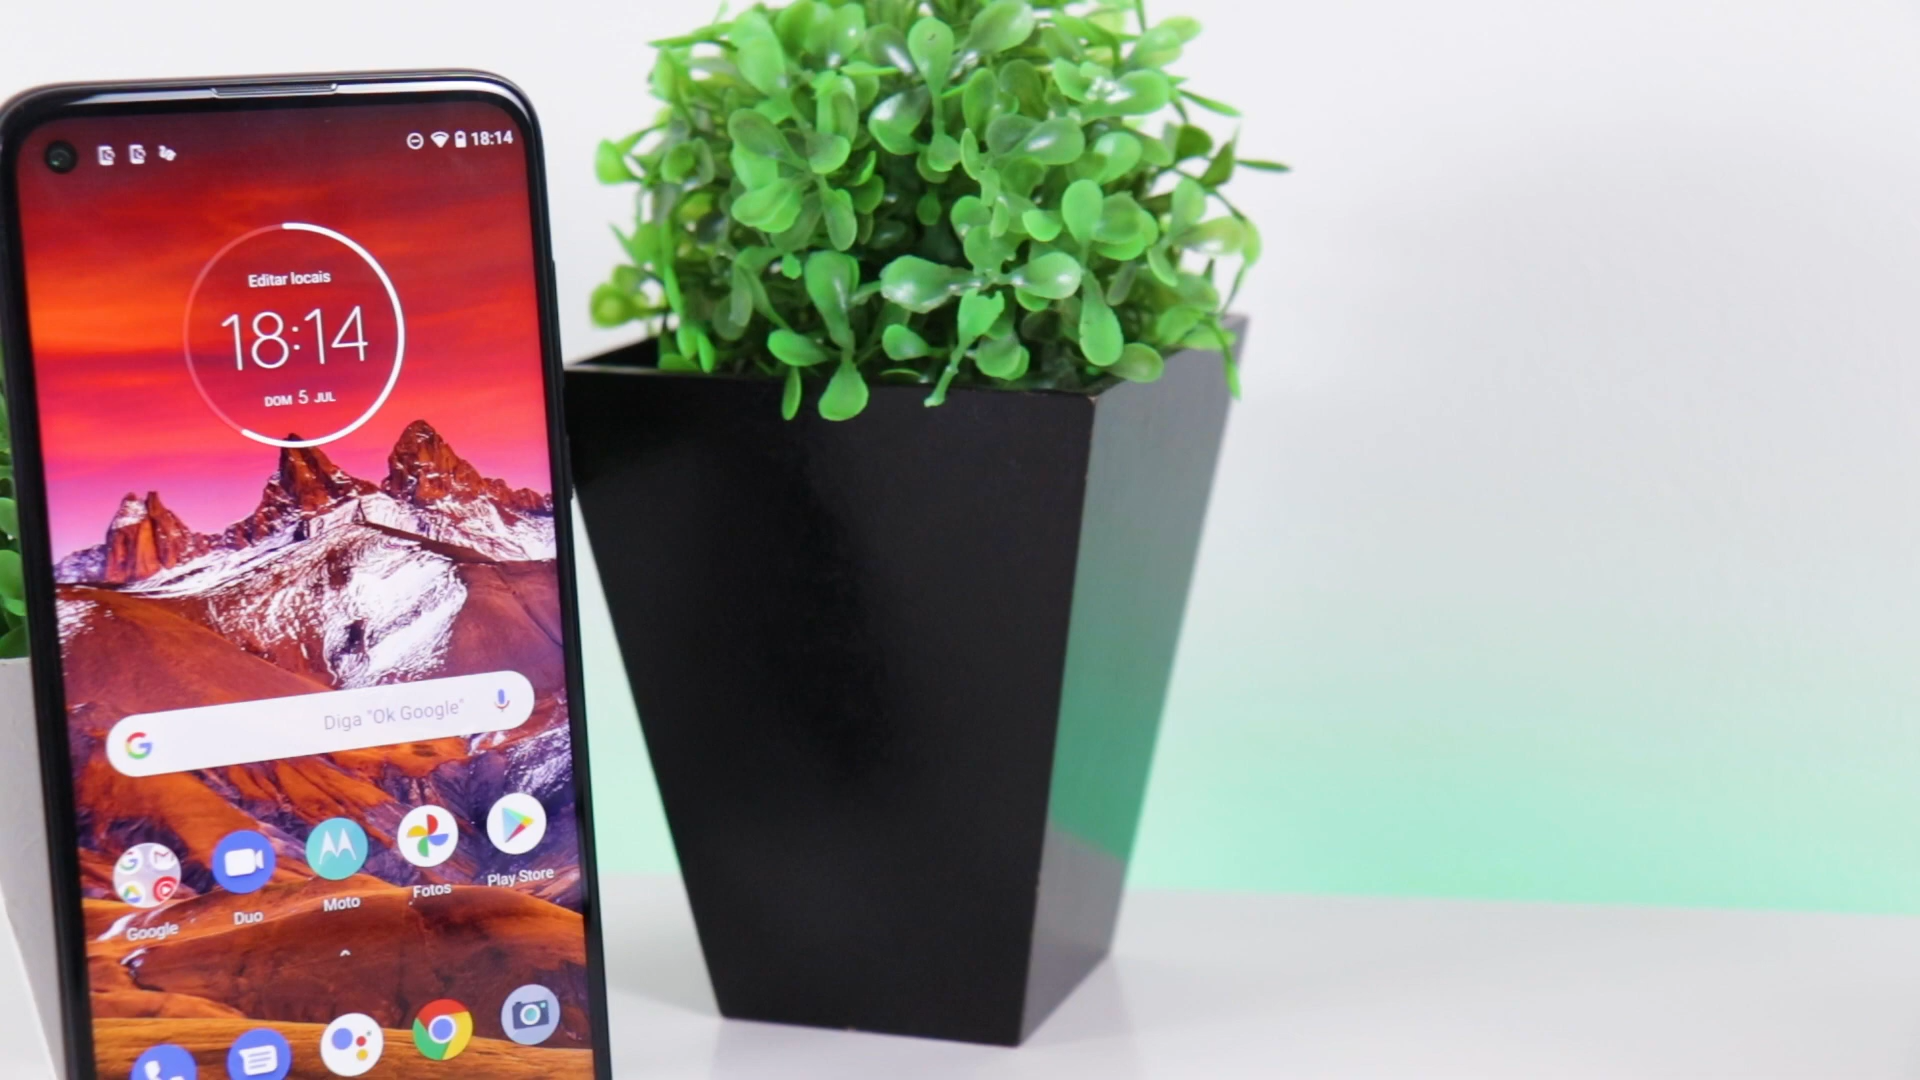 18:14
Editar locais
18:14
DOM 5 JUL
Diga "Ok Google"
Google
Duo
Moto
Fotos
Play Store